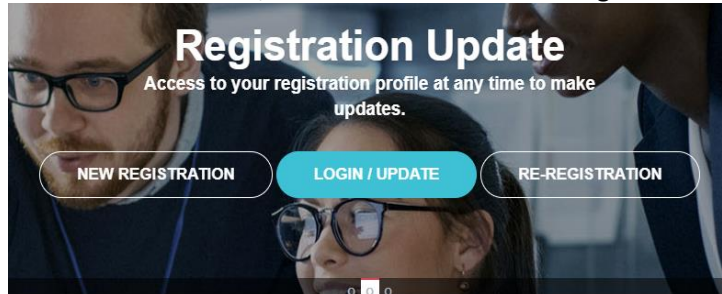 Registration Update
Access to your registration profile at any time to make
updates.
NEW REGISTRATION LOGIN / UPDATE RE-REGISTRATION